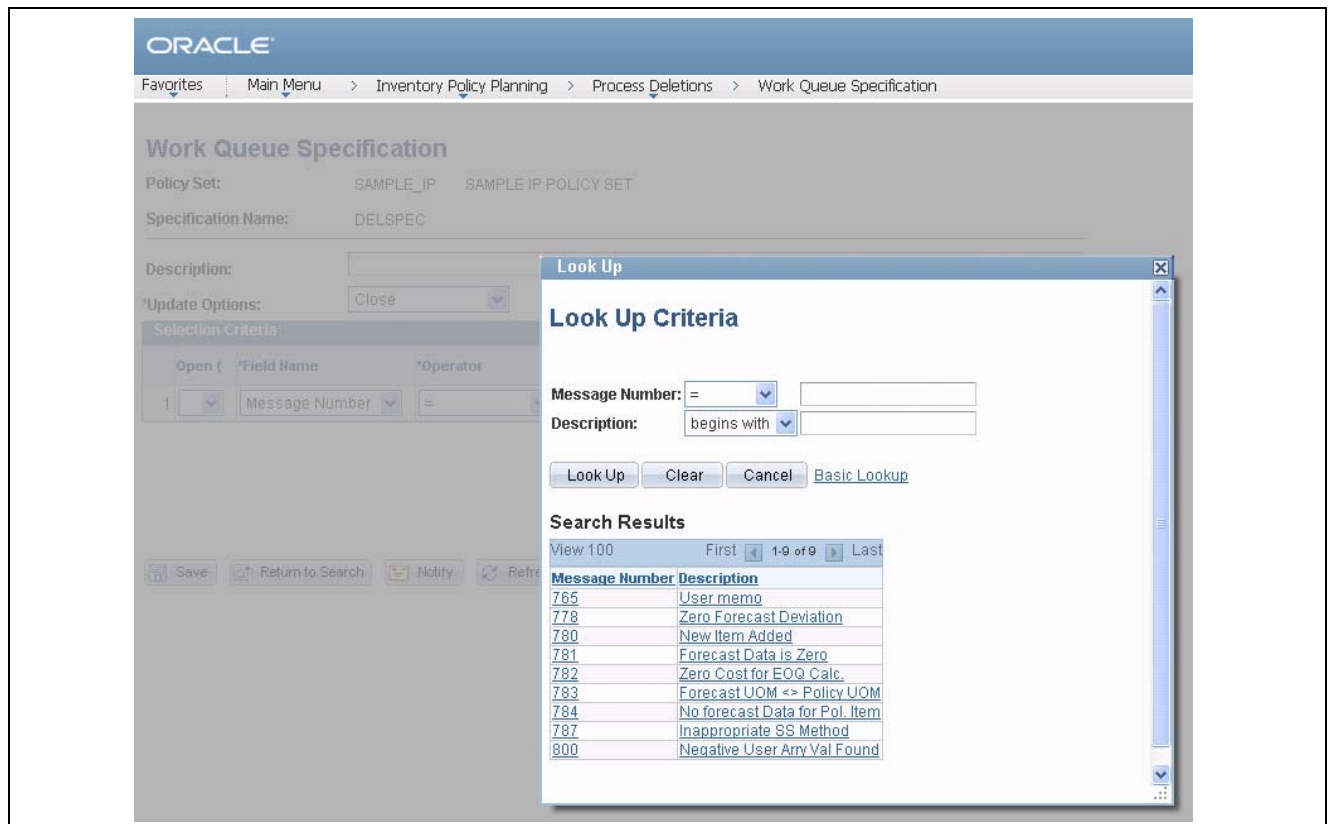 ORACLE
Favorites Main Menu > Inventory Policy Planning > Process Deletions > Work Queue Specification
Work Queue Specification
Policy Set: SAMPLE_IP SAMPLE IP POLICY SET
Specification Name: DELSPEC
Description:
*Update Options: Close
Selection Criteria
Open ( *Field Name *Operator
1 Message Number =
Save Return to Search Notify Refre
Look Up
Look Up Criteria
Message Number: =
Description: begins with
Look Up Clear Cancel Basic Lookup
Search Results
View 100 First 1-9 of 9 Last
Message Number Description
765 User memo
778 Zero Forecast Deviation
780 New Item Added
781 Forecast Data is Zero
782 Zero Cost for EOQ Calc.
783 Forecast UOM <> Policy UOM
784 No forecast Data for Pol. Item
787 Inappropriate SS Method
800 Negative User Arry Val Found